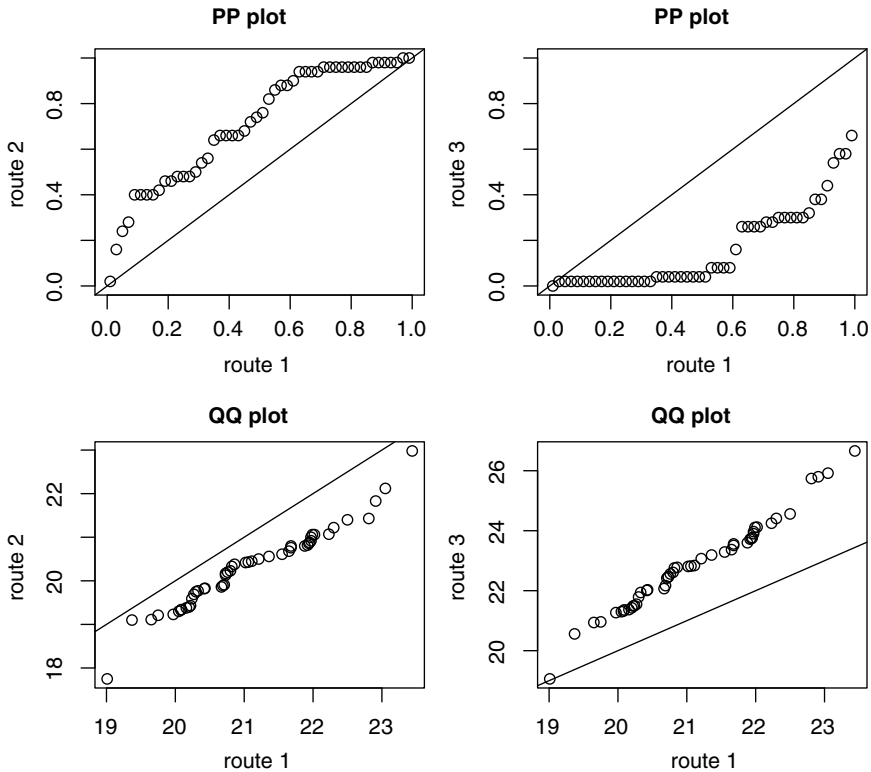 PP plot
route 2
0.0 0.4 0.8
0.0 0.2 0.4 0.6 0.8 1.0
route 1
PP plot
route 3
0.0 0.4 0.8
0.0 0.2 0.4 0.6 0.8 1.0
route 1
QQ plot
route 2
18 20 22
19 20 21 22 23
route 1
QQ plot
route 3
20 22 24 26
19 20 21 22 23
route 1